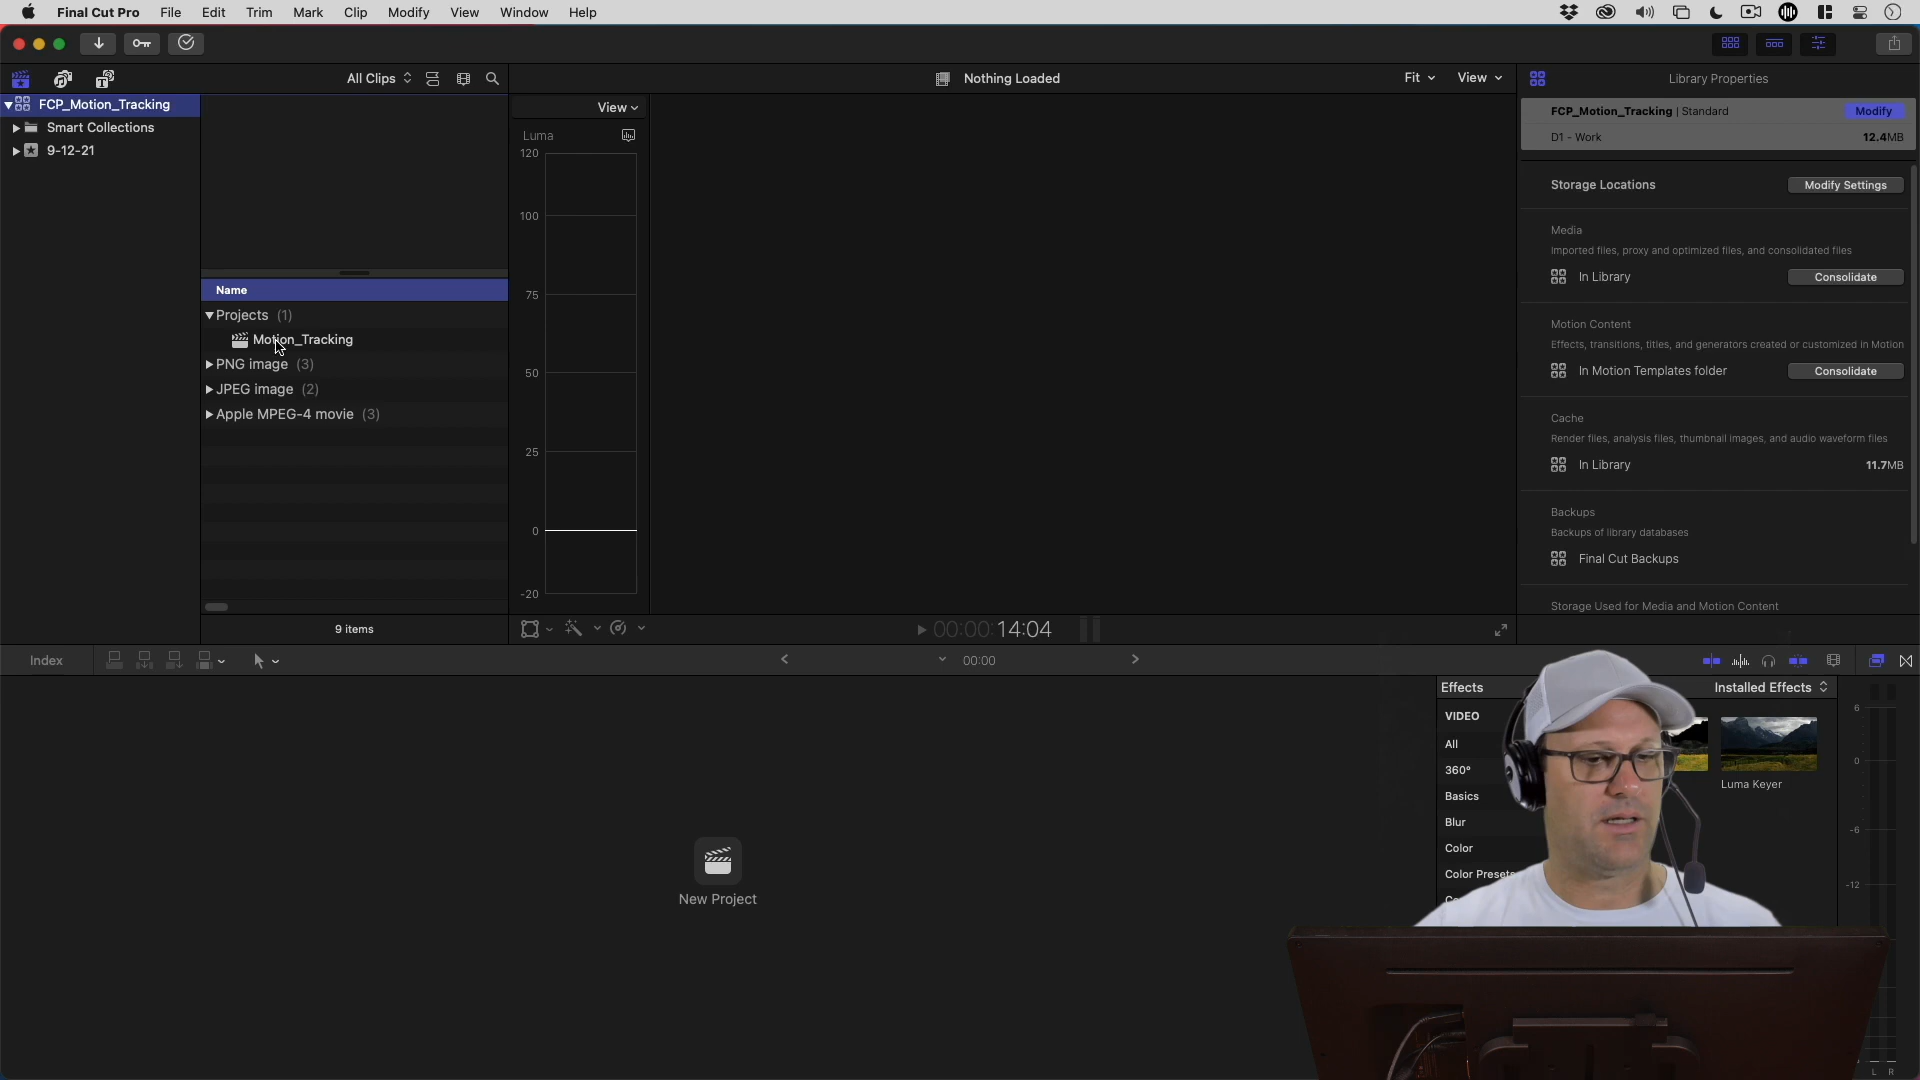 Final Cut Pro File Edit Trim Mark Clip Modify View Window Help
All Clips
Nothing Loaded
Fit
View
Library Properties
FCP_Motion_Tracking
Smart Collections
9-12-21
View
Luma
120
100
75
50
25
0
-20
Name
Projects (1)
Motion_Tracking
PNG image (3)
JPEG image (2)
Apple MPEG-4 movie (3)
9 items
FCP_Motion_Tracking | Standard
Modify
D1 - Work
12.4MB
Storage Locations
Modify Settings
Media
Imported files, proxy and optimized files, and consolidated files
In Library
Consolidate
Motion Content
Effects, transitions, titles, and generators created or customized in Motion
In Motion Templates folder
Consolidate
Cache
Render files, analysis files, thumbnail images, and audio waveform files
In Library
11.7MB
Backups
Backups of library databases
Final Cut Backups
Storage Used for Media and Motion Content
00:00:14:04
Index
00:00
New Project
Effects
Installed Effects
VIDEO
All
360°
Basics
Blur
Color
Color Presets
Luma Keyer
6
0
-6
-12
L R